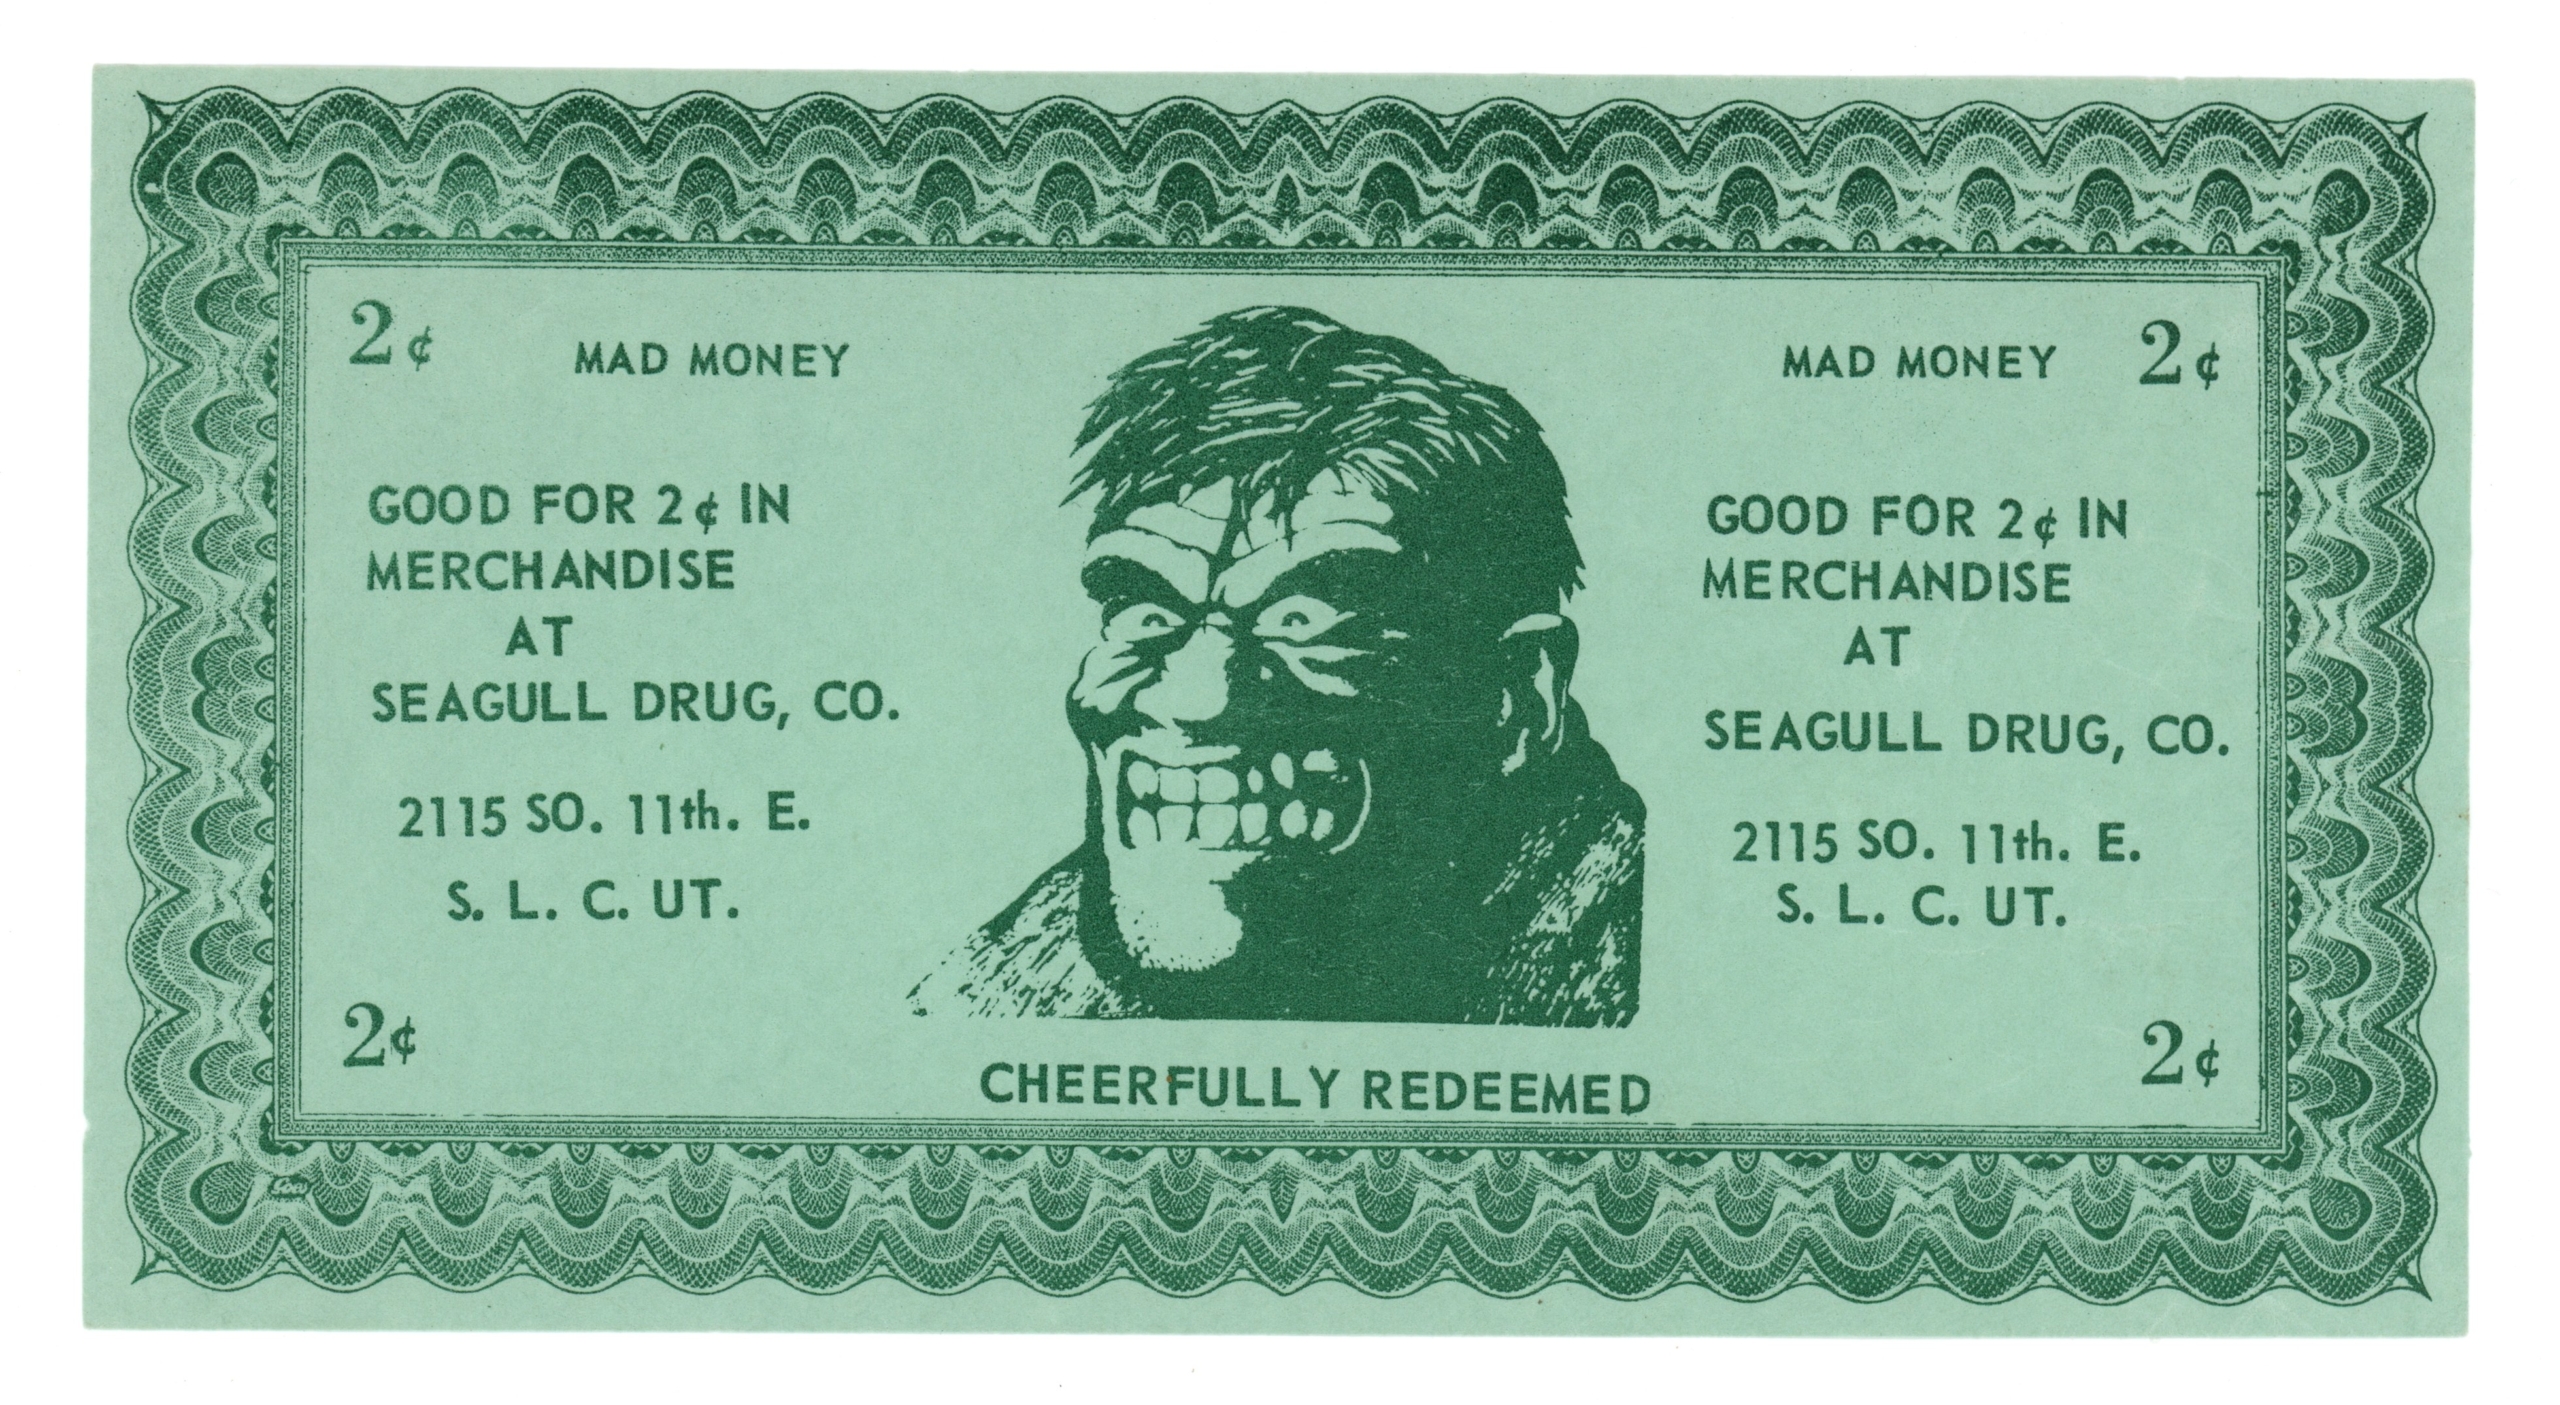 2¢ MAD MONEY
GOOD FOR 2¢ IN
MERCHANDISE
AT
SEAGULL DRUG, CO.
2115 SO. 11th. E.
S. L. C. UT.
2¢
CHEERFULLY REDEEMED
MAD MONEY 2¢
GOOD FOR 2¢ IN
MERCHANDISE
AT
SEAGULL DRUG, CO.
2115 SO. 11th. E.
S. L. C. UT.
2¢